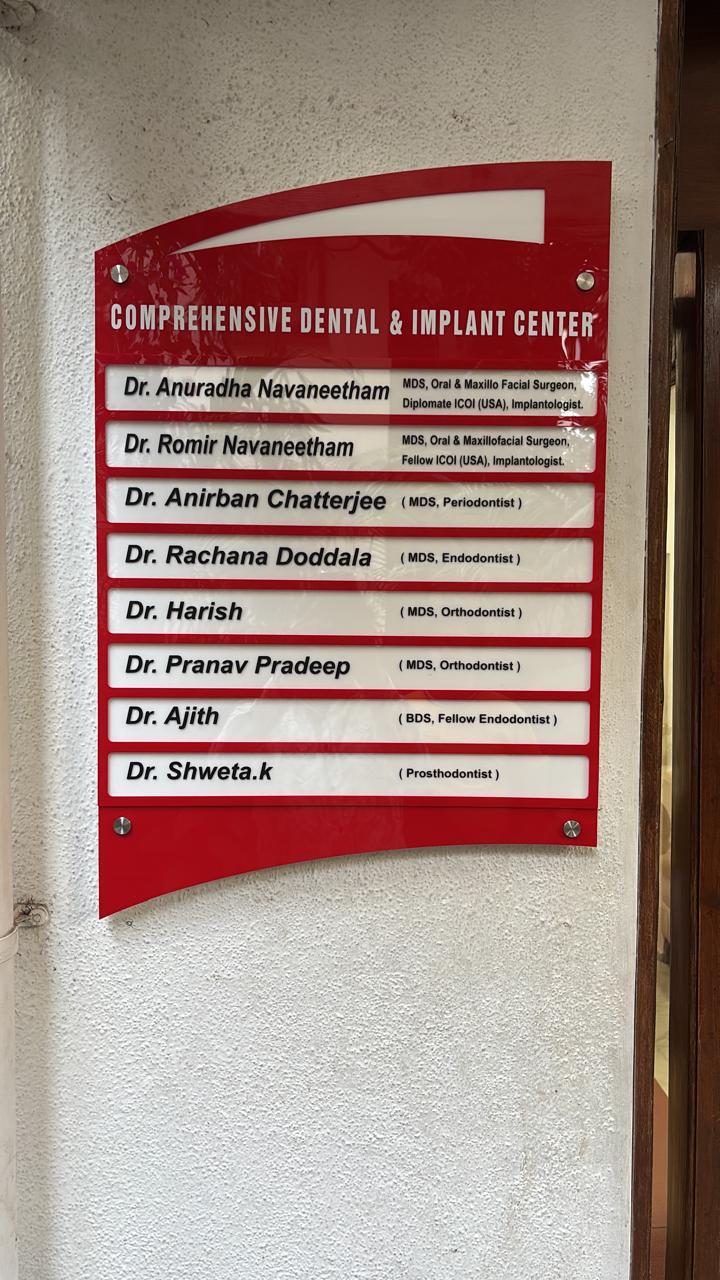 COMPREHENSIVE DENTAL & IMPLANT CENTER
Dr. Anuradha Navaneetham MDS, Oral & Maxillo Facial Surgeon,
Diplomate ICOI (USA), Implantologist.
Dr. Romir Navaneetham MDS, Oral & Maxillofacial Surgeon,
Fellow ICOI (USA), Implantologist.
Dr. Anirban Chatterjee ( MDS, Periodontist )
Dr. Rachana Doddala ( MDS, Endodontist )
Dr. Harish ( MDS, Orthodontist )
Dr. Pranav Pradeep ( MDS, Orthodontist )
Dr. Ajith ( BDS, Fellow Endodontist )
Dr. Shweta.k ( Prosthodontist )